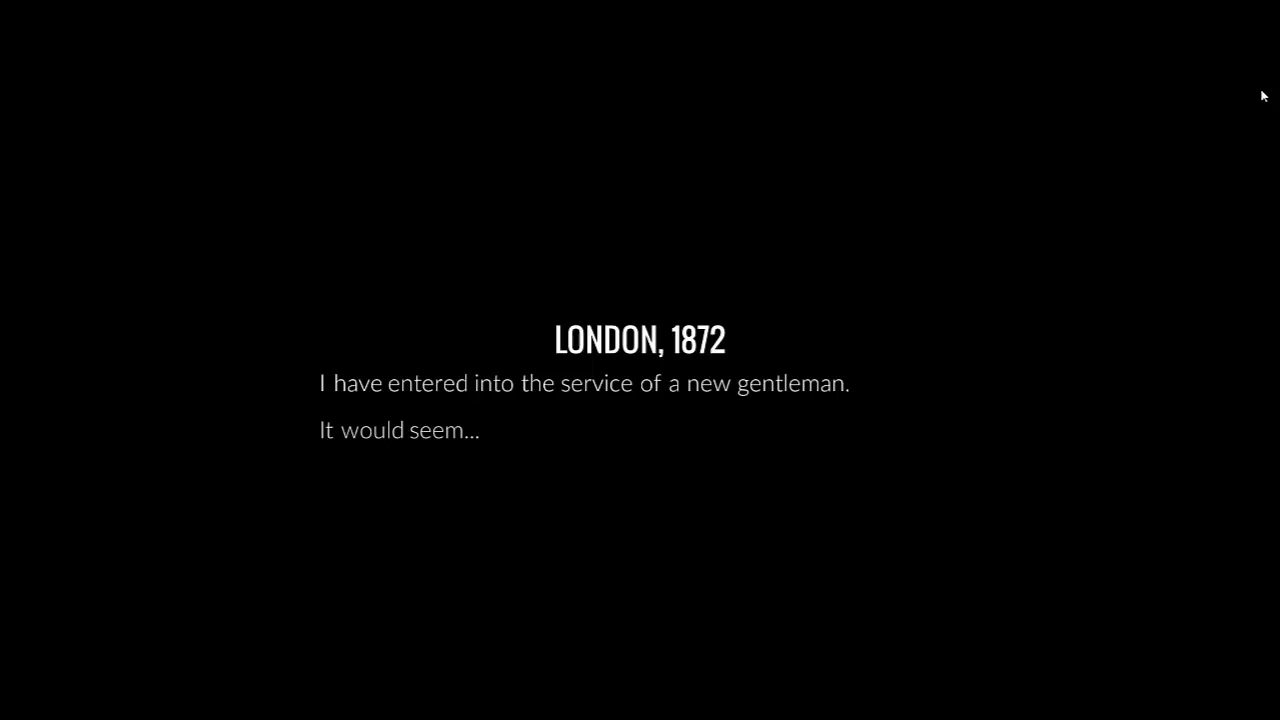 LONDON, 1872
I have entered into the service of a new gentleman.
It would seem...